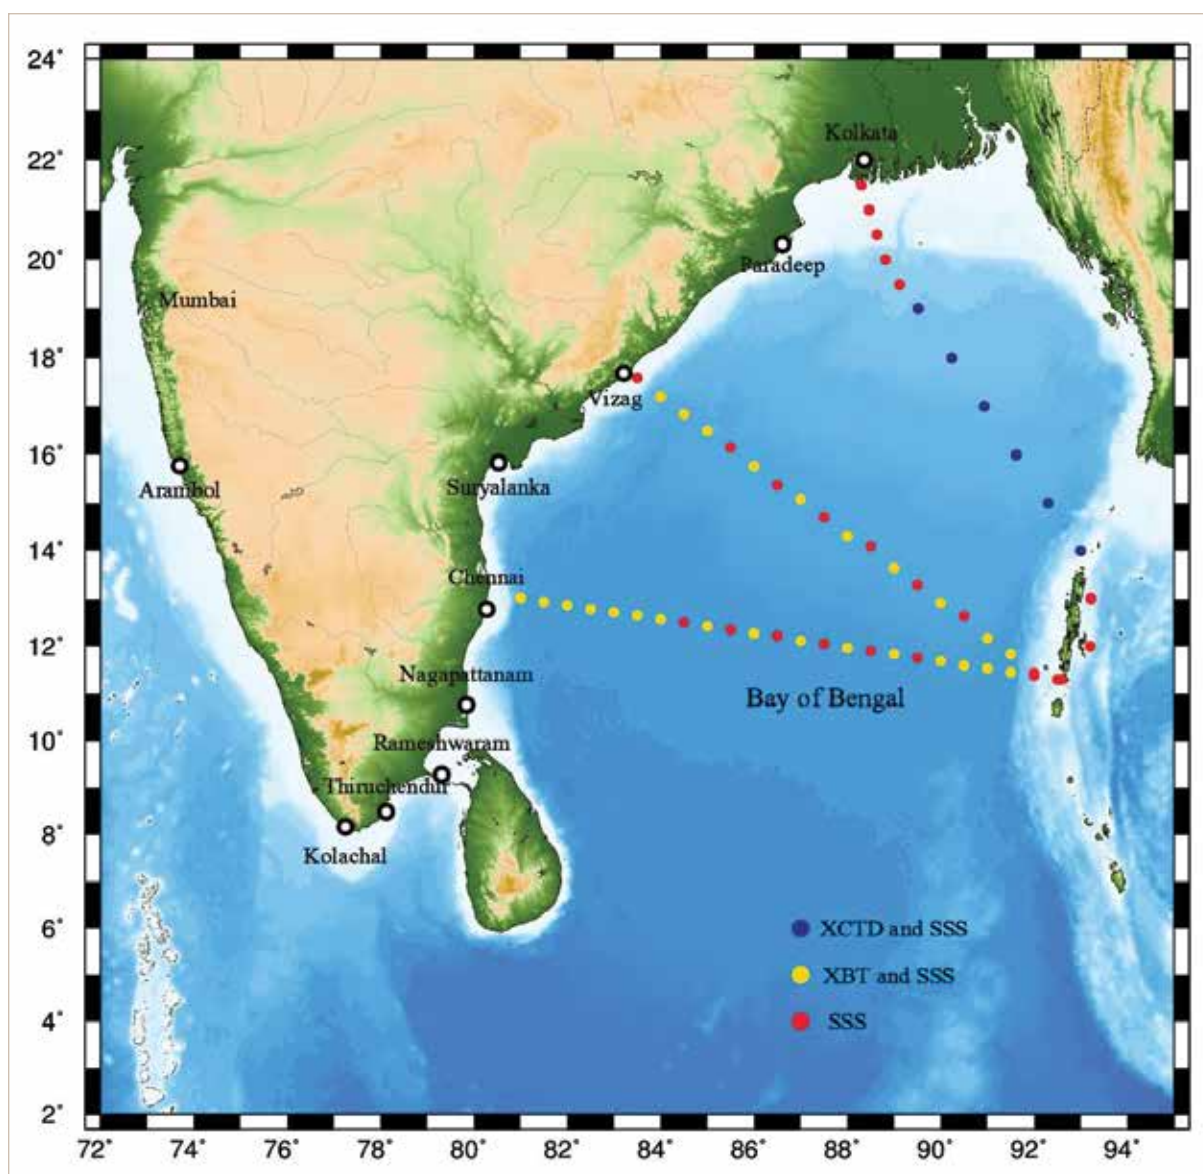 24°
Kolkata
22°
Paradeep
20°
Mumbai
18°
Vizag
16°
Arambol
Suryalanka
14°
Chennai
12°
Nagapattanam
Bay of Bengal
10°
Rameshwaram
Thiruchendur
8°
Kolachal
6°
XCTD and SSS
XBT and SSS
4°
SSS
2°
72° 74° 76° 78° 80° 82° 84° 86° 88° 90° 92° 94°